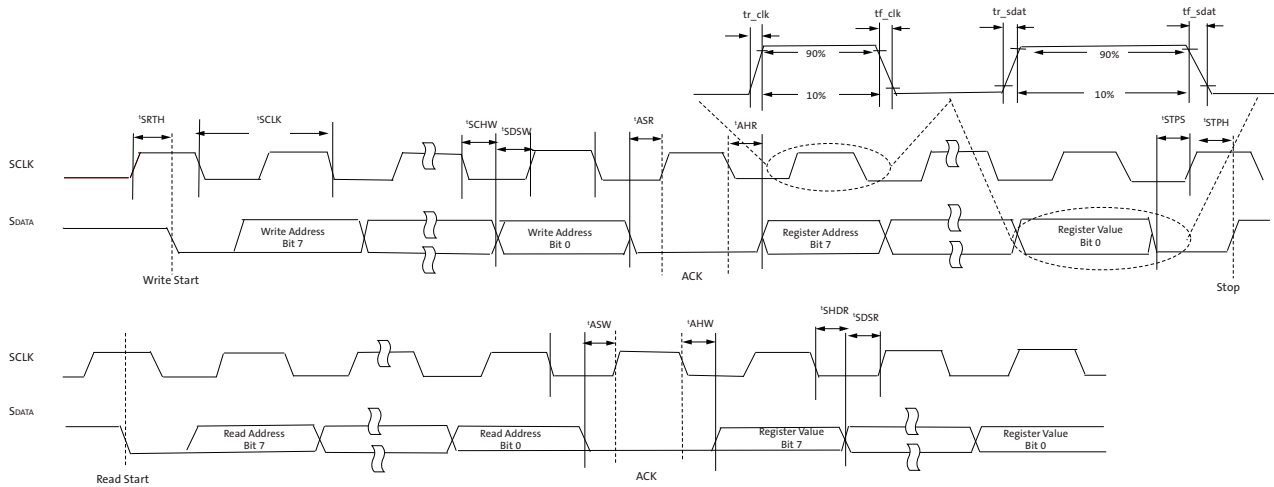 tr_clk tf_clk tr_sdat tf_sdat
90% 90%
10% 10%
tSRTH tSCLK tSCHW tSDSW tASR tAHR tSTPS tSTPH
SCLK
SDATA
Write Address
Bit 7
Write Address
Bit 0
Register Address
Bit 7
Register Value
Bit 0
Write Start
ACK
Stop
tASW tAHW tSHDR tSDSR
SCLK
SDATA
Read Address
Bit 7
Read Address
Bit 0
Register Value
Bit 7
Register Value
Bit 0
Read Start
ACK